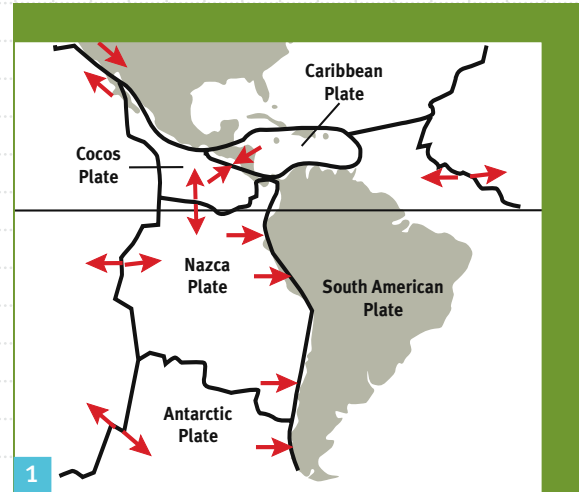 Caribbean
Plate
Cocos
Plate
Nazca
Plate
South American
Plate
Antarctic
Plate
1